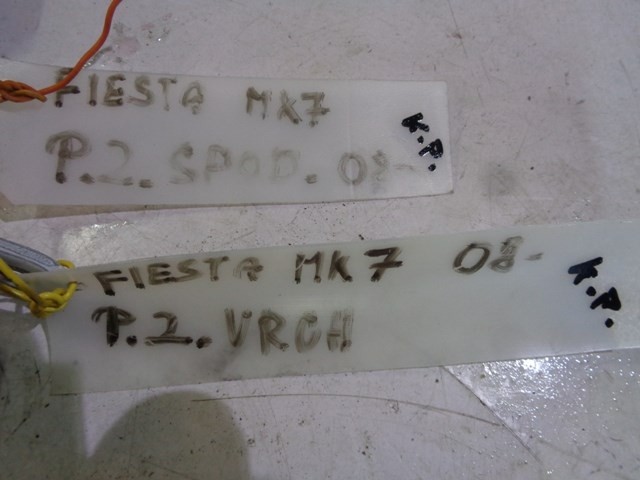 FIESTA MK7
P.2. SPOD. 08-
K.P.
FIESTA MK7 08-
P.2. VRCH
K.P.